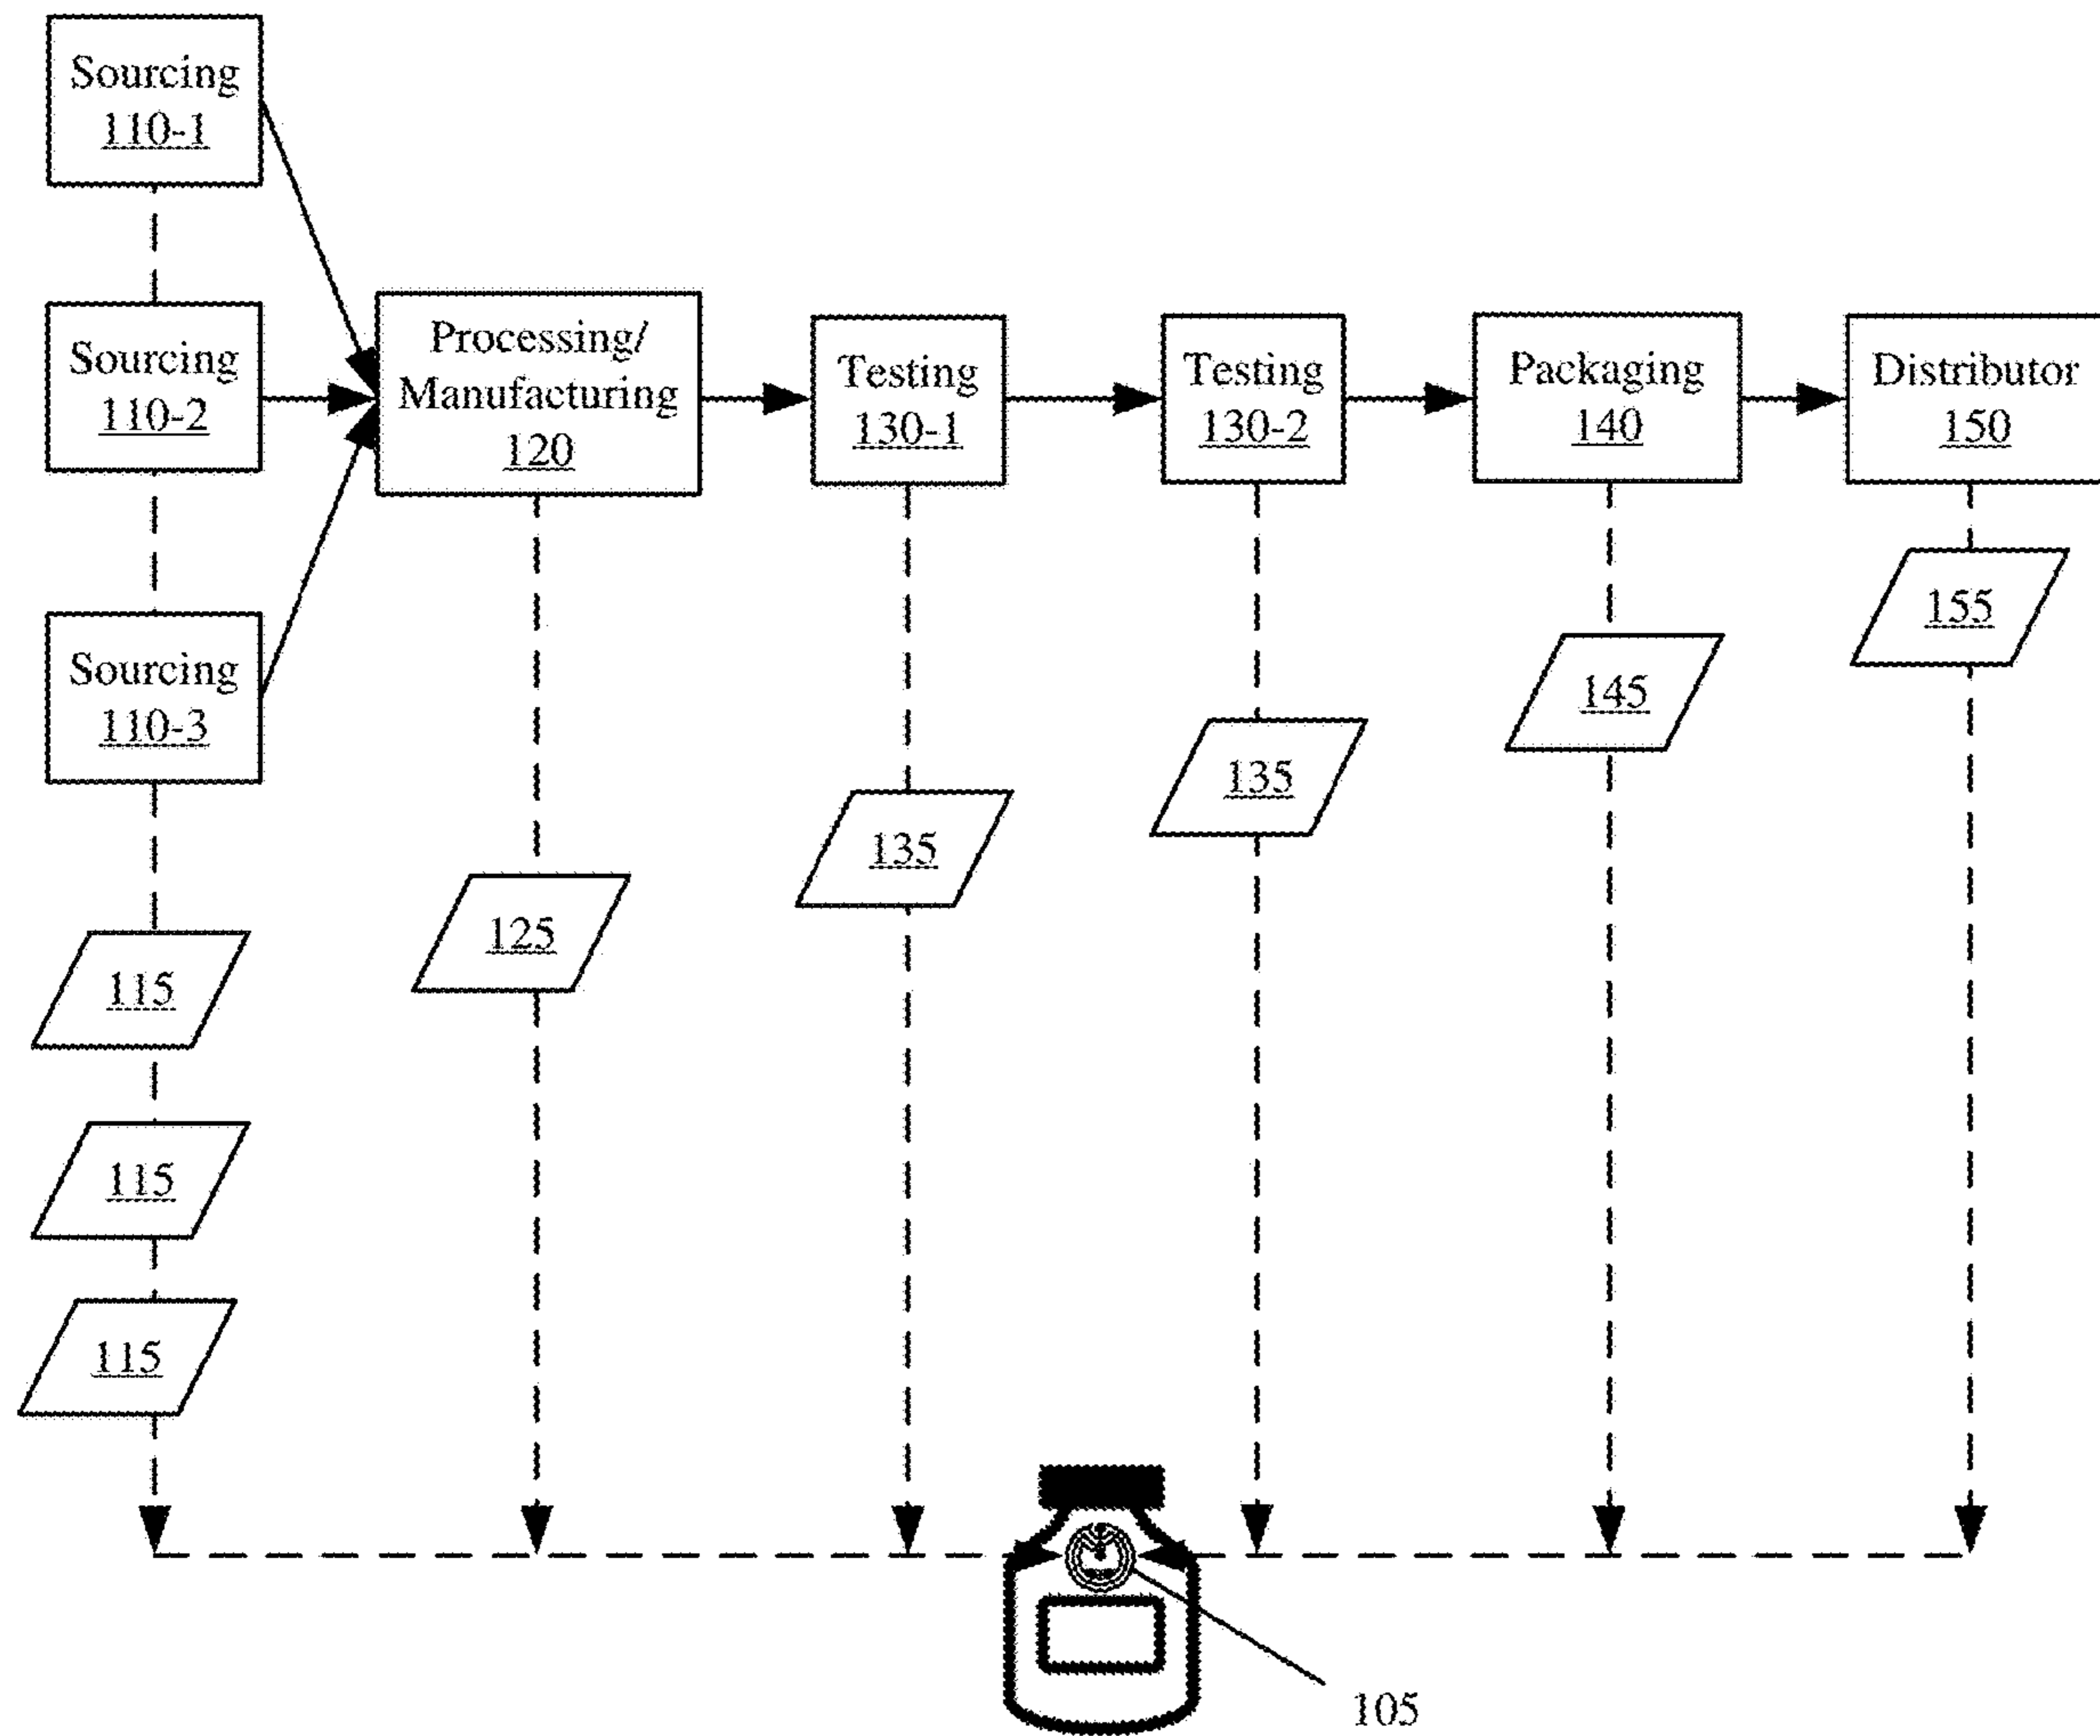 Sourcing
110-1
Sourcing
110-2
Sourcing
110-3
Processing/
Manufacturing
120
Testing
130-1
Testing
130-2
Packaging
140
Distributor
150
155
145
135
135
125
115
115
115
105